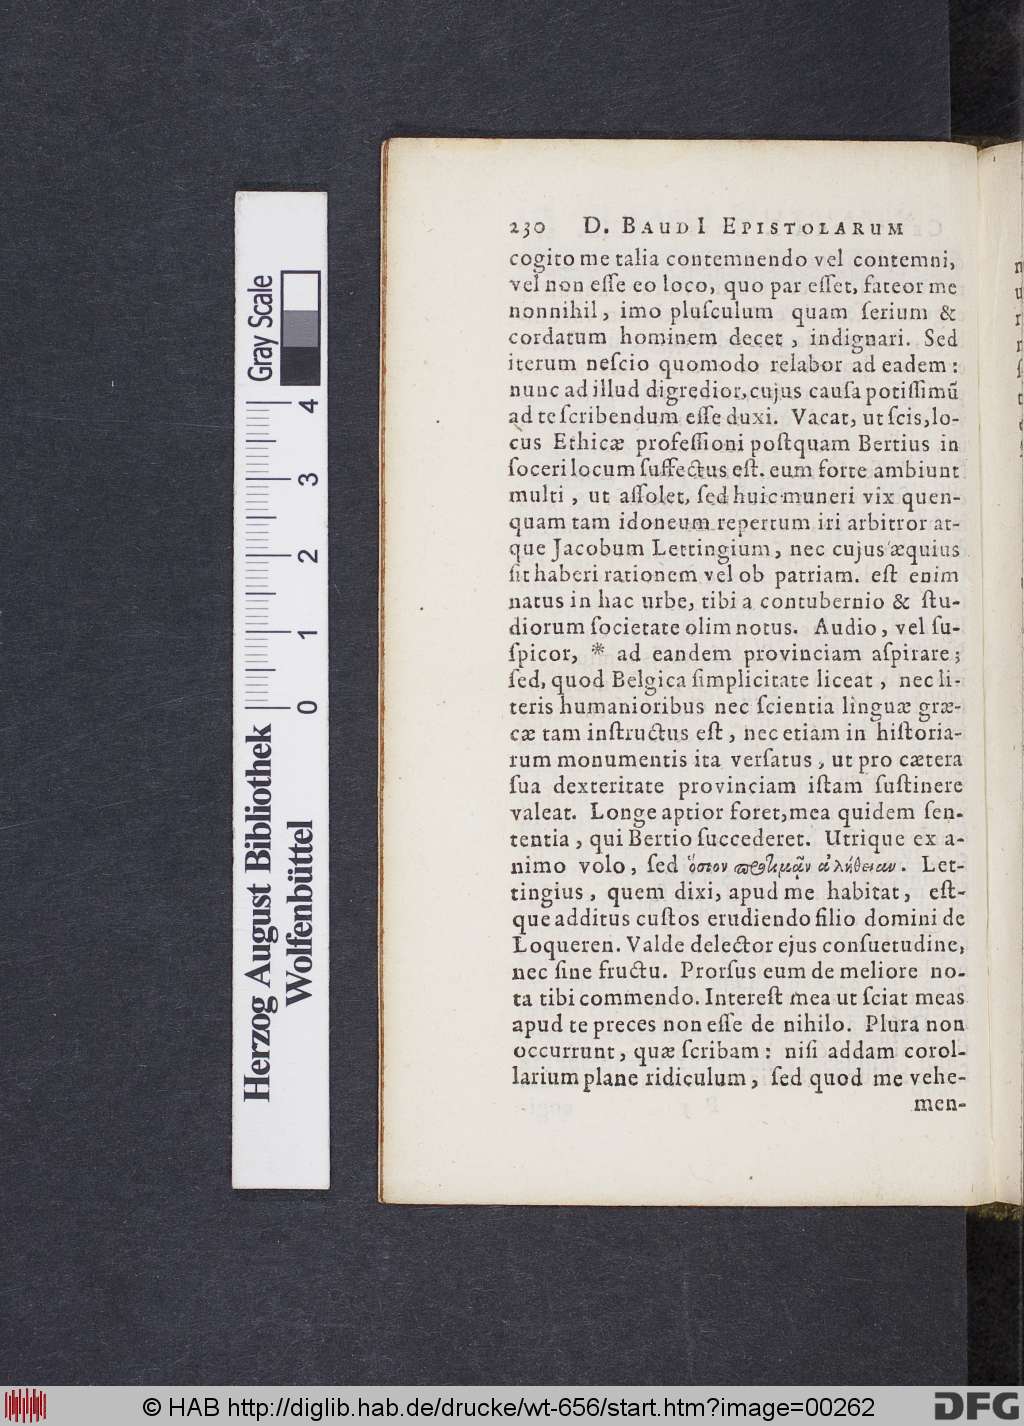 230 D. BAUDI EPISTOLARUM
cogito me talia contemnendo vel contemni,
vel non eſſe eo loco, quo par eſſet, fateor me
nonnihil, imo pluſculum quam ſerium &
cordatum hominem decet, indignari. Sed
iterum neſcio quomodo relabor ad eadem:
nunc ad illud digredior, cujus cauſa potiſſimũ
ad te ſcribendum eſſe duxi. Vacat, ut ſcis, lo-
cus Ethicæ profeſſioni poſtquam Bertius in
ſoceri locum ſuffectus eſt. eum forte ambiunt
multi, ut aſſolet, ſed huic muneri vix quen-
quam tam idoneum repertum iri arbitror at-
que Jacobum Lettingium, nec cujus æquius
ſit haberi rationem vel ob patriam. eſt enim
natus in hac urbe, tibi a contubernio & ſtu-
diorum ſocietate olim notus. Audio, vel ſu-
ſpicor, * ad eandem provinciam aſpirare;
ſed, quod Belgica ſimplicitate liceat, nec li-
teris humanioribus nec ſcientia linguæ græ-
cæ tam inſtructus eſt, nec etiam in hiſtoria-
rum monumentis ita verſatus, ut pro cætera
ſua dexteritate provinciam iſtam ſuſtinere
valeat. Longe aptior foret, mea quidem ſen-
tentia, qui Bertio ſuccederet. Utrique ex a-
nimo volo, ſed ὅσιον προτιμᾷν ἀλήθειαν. Let-
tingius, quem dixi, apud me habitat, eſt-
que additus cuſtos erudiendo filio domini de
Loqueren. Valde delector ejus conſuetudine,
nec ſine fructu. Prorſus eum de meliore no-
ta tibi commendo. Intereſt mea ut ſciat meas
apud te preces non eſſe de nihilo. Plura non
occurrunt, quæ ſcribam: niſi addam corol-
larium plane ridiculum, ſed quod me vehe-
men-
Gray Scale
0 1 2 3 4
Herzog August Bibliothek
Wolfenbüttel
© HAB http://diglib.hab.de/drucke/wt-656/start.htm?image=00262
DFG